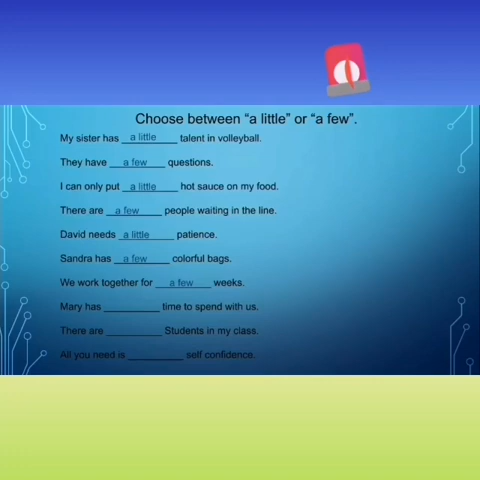 Choose between “a little” or “a few”.
My sister has a little talent in volleyball.
They have a few questions.
I can only put a little hot sauce on my food.
There are a few people waiting in the line.
David needs a little patience.
Sandra has a few colorful bags.
We work together for a few weeks.
Mary has __________ time to spend with us.
There are __________ Students in my class.
All you need is __________ self confidence.